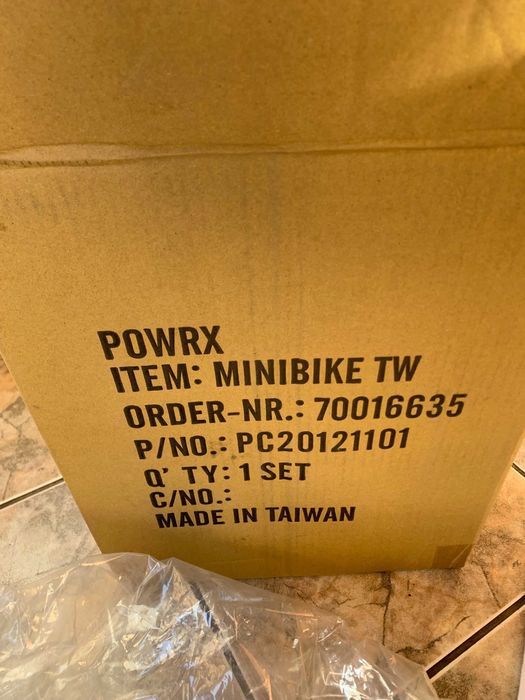 POWRX
ITEM: MINIBIKE TW
ORDER-NR.: 70016635
P/NO.: PC20121101
Q' TY: 1 SET
C/NO.:
MADE IN TAIWAN